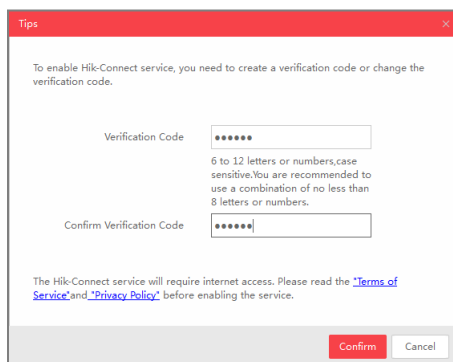 Tips
To enable Hik-Connect service, you need to create a verification code or change the
verification code.
Verification Code
●●●●●●
6 to 12 letters or numbers,case
sensitive.You are recommended to
use a combination of no less than
8 letters or numbers.
Confirm Verification Code
●●●●●●
The Hik-Connect service will require internet access. Please read the "Terms of
Service"and "Privacy Policy" before enabling the service.
Confirm Cancel